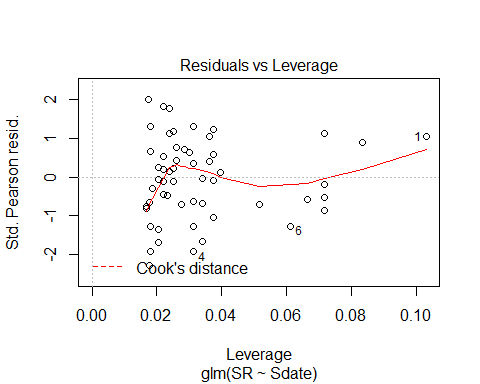 Residuals vs Leverage
Std. Pearson resid.
2
1
0
-1
-2
1
6
4
Cook's distance
0.00 0.02 0.04 0.06 0.08 0.10
Leverage
glm(SR ~ Sdate)